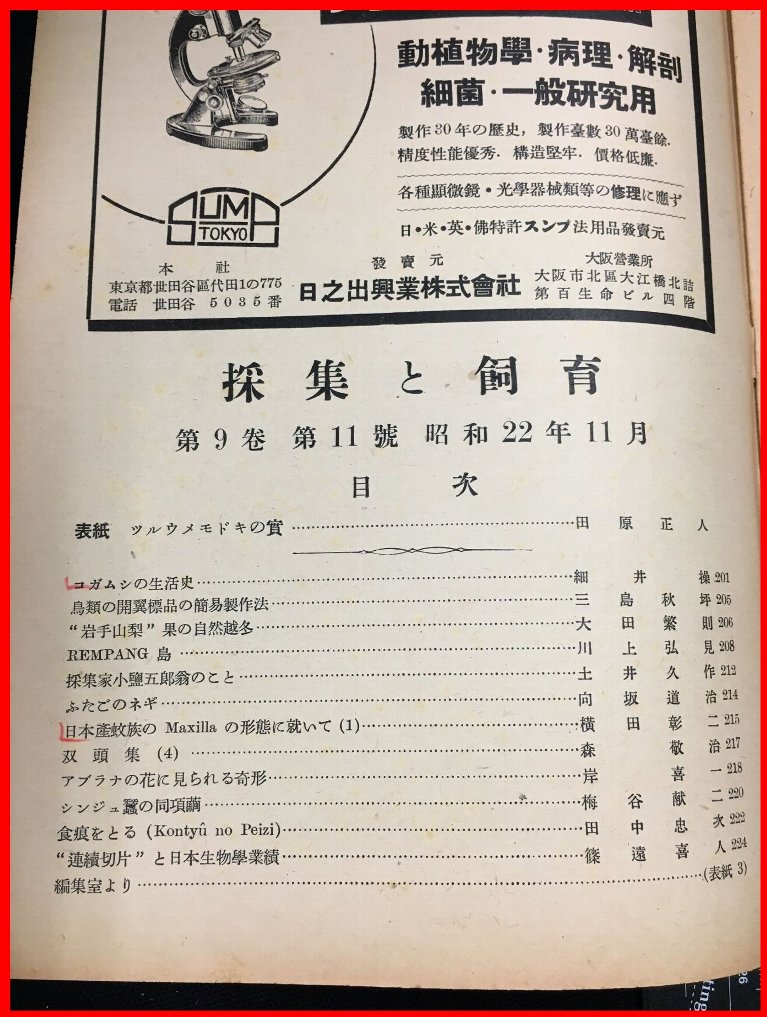 動植物學・病理・解剖
細菌・一般研究用
製作30年の歷史，製作臺數30萬臺餘．
精度性能優秀．構造堅牢．價格低廉．
各種顯微鏡・光學器械類等の修理に應ず
日・米・英・佛特許スンプ法用品發賣元
SUMP
TOKYO
本社
東京都世田谷區代田1の775
電話 世田谷 5035番
發賣元
日之出興業株式會社
大阪營業所
大阪市北區大江橋北詰
第百生命ビル四階
採集と飼育
第9卷 第11號 昭和22年11月
目次
表紙 ツルウメモドキの實……田原正人
コガムシの生活史……細井 操 201
鳥類の開翼標品の簡易製作法……三島秋坪 205
“岩手山梨”果の自然越冬……大田繁則 206
REMPANG 島……川上弘見 208
採集家小鹽五郎翁のこと……土井久作 212
ふたごのネギ……向坂道治 214
日本產蚊族の Maxilla の形態に就いて (1)……横田彰二 215
双頭集 (4)……森 敬治 217
アブラナの花に見られる奇形……岸 喜一 218
シンジュ蠶の同項繭……梅谷献二 220
食痕をとる (Kontyû no Peizi)……田中忠次 222
“連續切片”と日本生物學業績……篠遠喜人 224
編集室より……(表紙 3)
26
ting